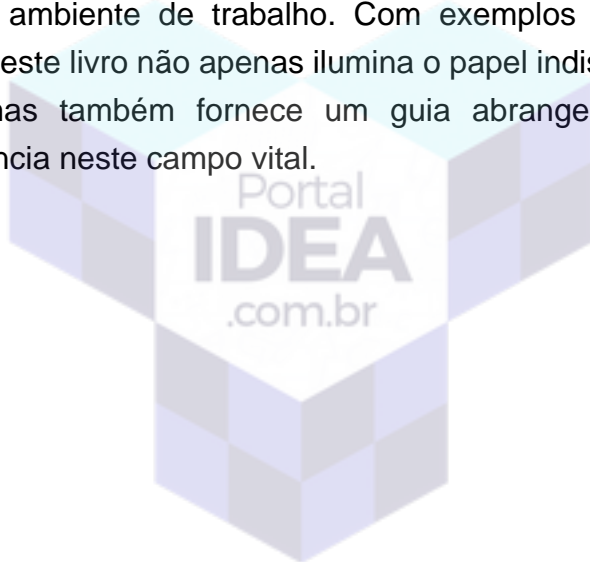 ambiente de trabalho. Com exemplos
este livro não apenas ilumina o papel indis
nas também fornece um guia abrange
ncia neste campo vital.
Portal
IDEA
.com.br